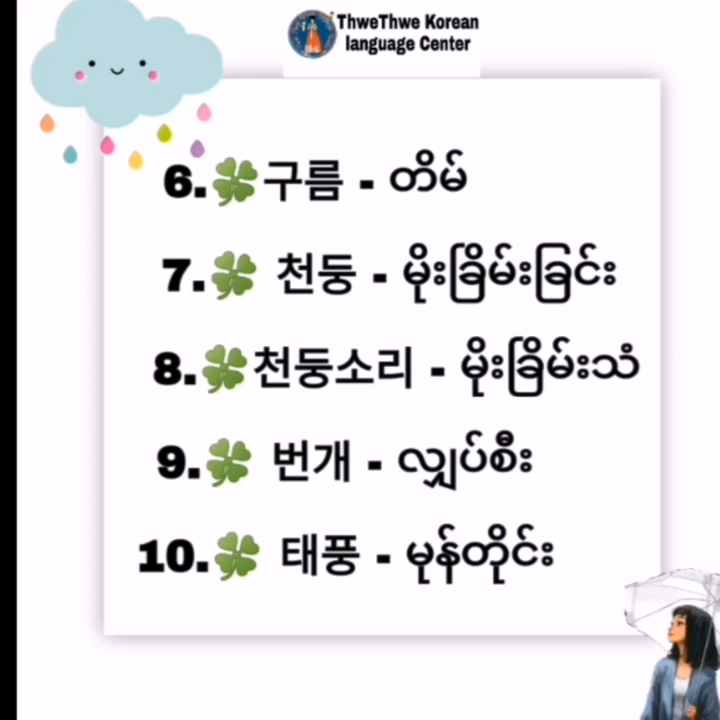 ThweThwe Korean
language Center
6.🍀구름 - တိမ်
7.🍀 천둥 - မိုးခြိမ်းခြင်း
8.🍀천둥소리 - မိုးခြိမ်းသံ
9.🍀 번개 - လျှပ်စီး
10.🍀 태풍 - မုန်တိုင်း